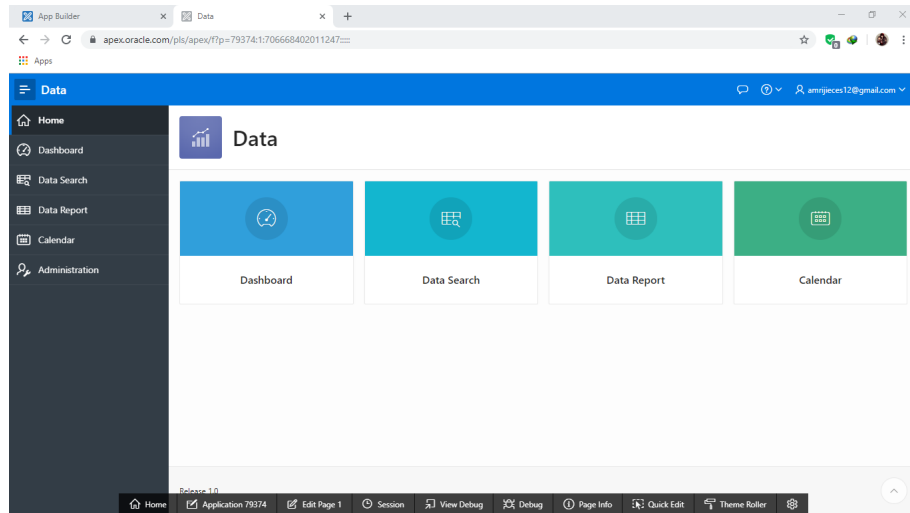 App Builder
Data
apex.oracle.com/pls/apex/f?p=79374:1:706668402011247:::::
Apps
Data
amrijieces12@gmail.com
Home
Dashboard
Data Search
Data Report
Calendar
Administration
Data
Dashboard
Data Search
Data Report
Calendar
Release 1.0
Home
Application 79374
Edit Page 1
Session
View Debug
Debug
Page Info
Quick Edit
Theme Roller